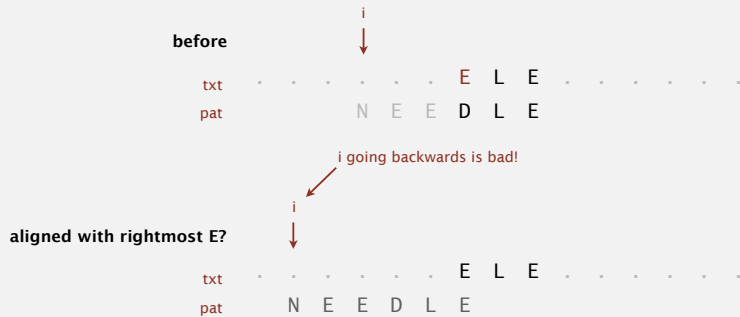 i
before
txt . . . . . . E L E . . . . . .
pat N E E D L E
i going backwards is bad!
i
aligned with rightmost E?
txt . . . . . . E L E . . . . . .
pat N E E D L E